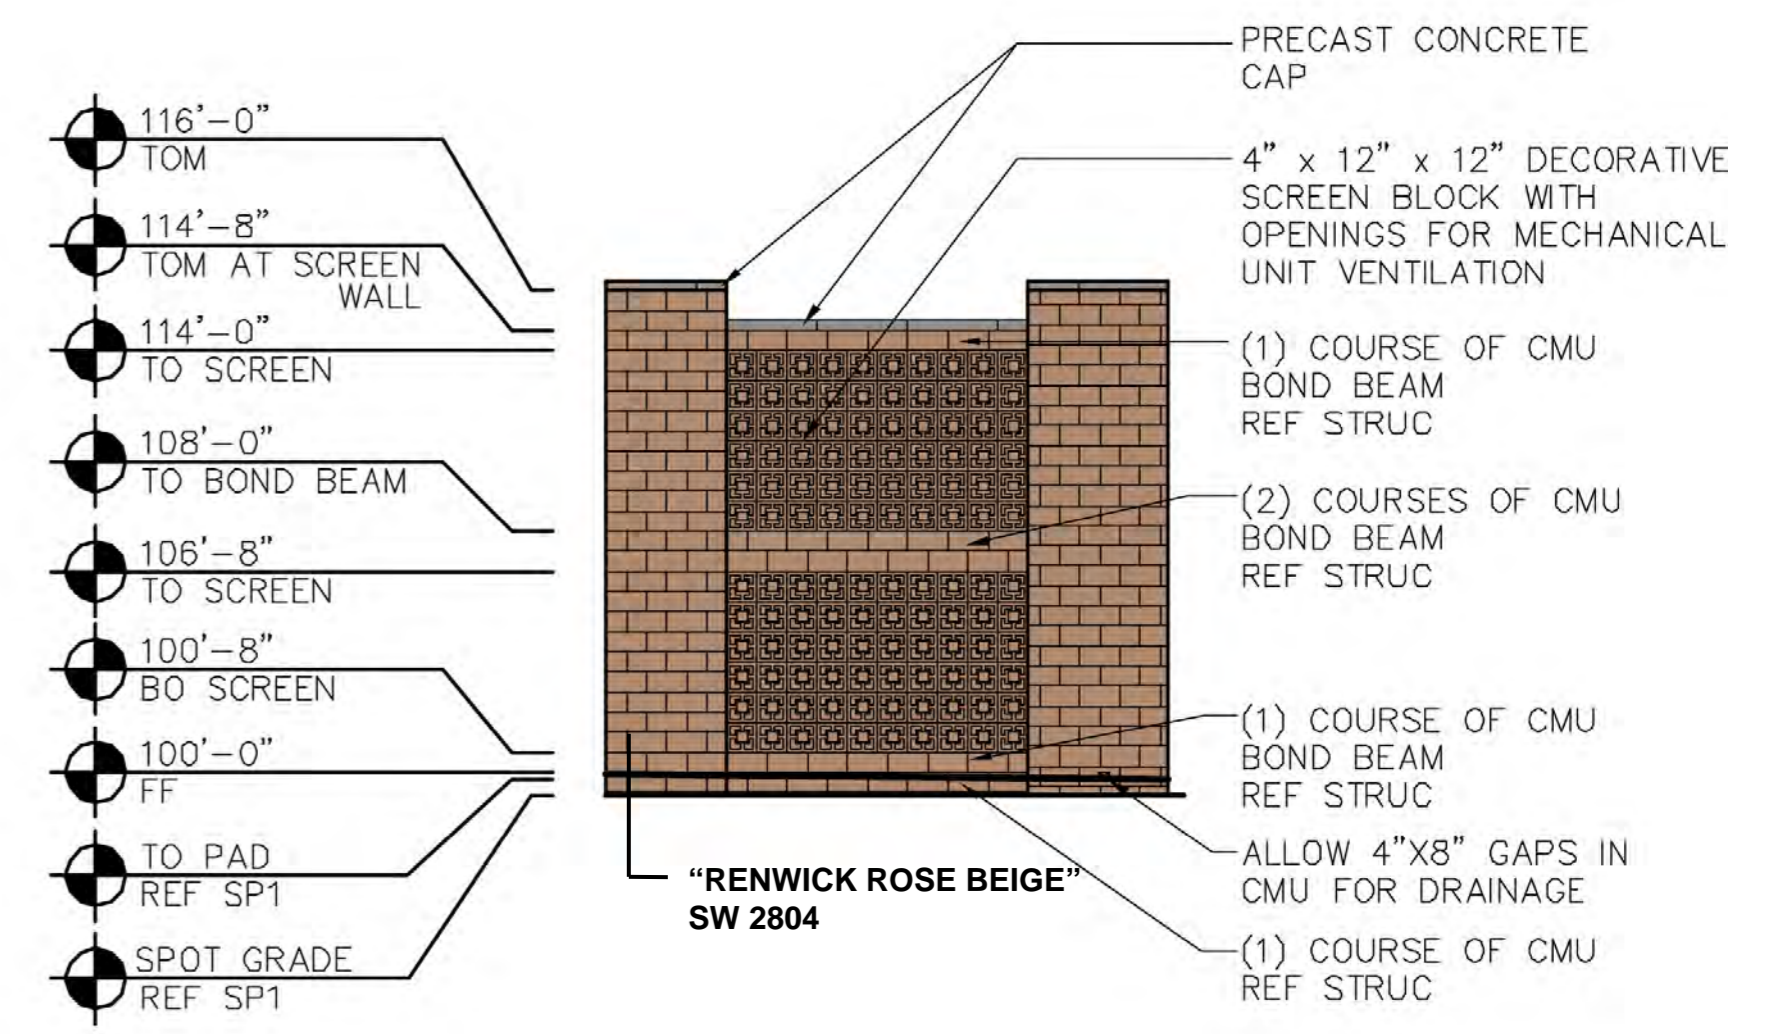 116'-0"
TOM
114'-8"
TOM AT SCREEN
WALL
114'-0"
TO SCREEN
108'-0"
TO BOND BEAM
106'-8"
TO SCREEN
100'-8"
BO SCREEN
100'-0"
FF
TO PAD
REF SP1
SPOT GRADE
REF SP1
PRECAST CONCRETE
CAP
4" x 12" x 12" DECORATIVE
SCREEN BLOCK WITH
OPENINGS FOR MECHANICAL
UNIT VENTILATION
(1) COURSE OF CMU
BOND BEAM
REF STRUC
(2) COURSES OF CMU
BOND BEAM
REF STRUC
(1) COURSE OF CMU
BOND BEAM
REF STRUC
ALLOW 4"X8" GAPS IN
CMU FOR DRAINAGE
(1) COURSE OF CMU
REF STRUC
“RENWICK ROSE BEIGE”
SW 2804